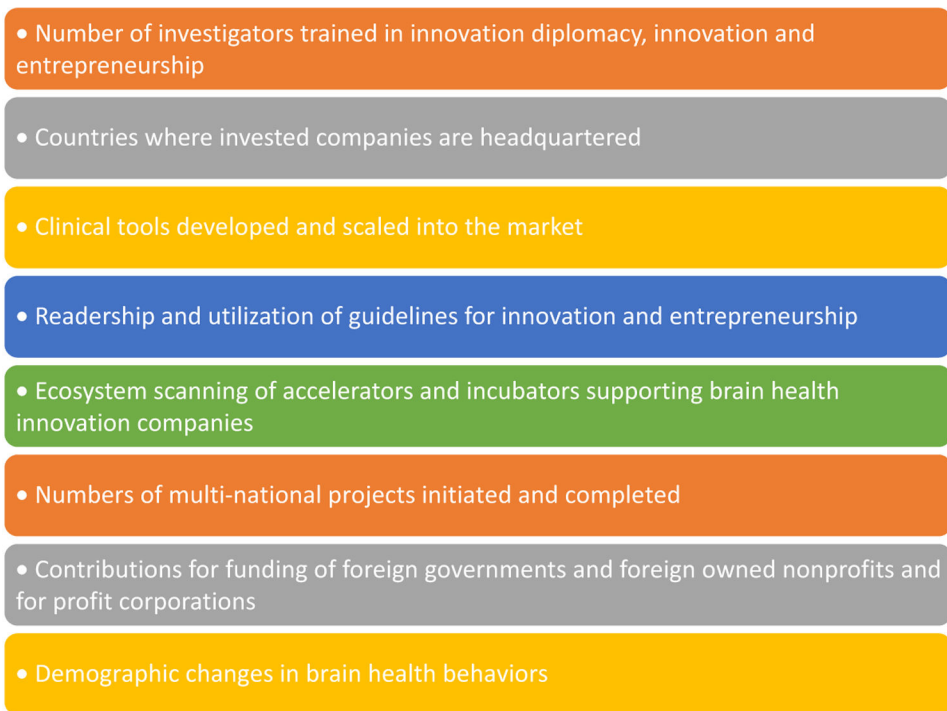 • Number of investigators trained in innovation diplomacy, innovation and
entrepreneurship
• Countries where invested companies are headquartered
• Clinical tools developed and scaled into the market
• Readership and utilization of guidelines for innovation and entrepreneurship
• Ecosystem scanning of accelerators and incubators supporting brain health
innovation companies
• Numbers of multi-national projects initiated and completed
• Contributions for funding of foreign governments and foreign owned nonprofits and
for profit corporations
• Demographic changes in brain health behaviors